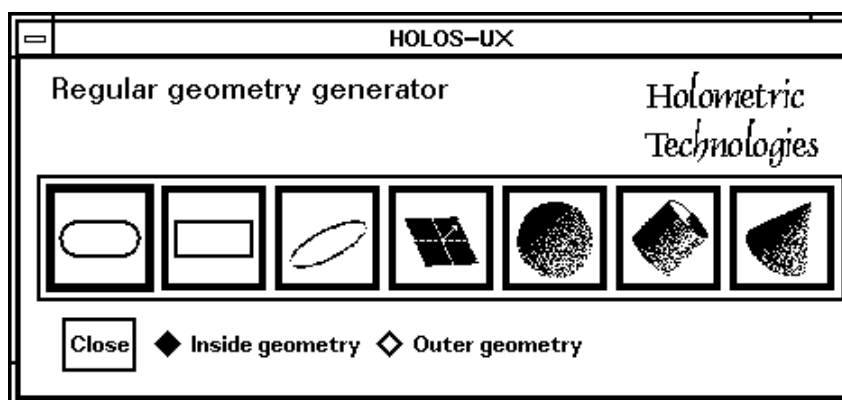 HOLOS-UX
Regular geometry generator
Holometric
Technologies
Close Inside geometry Outer geometry